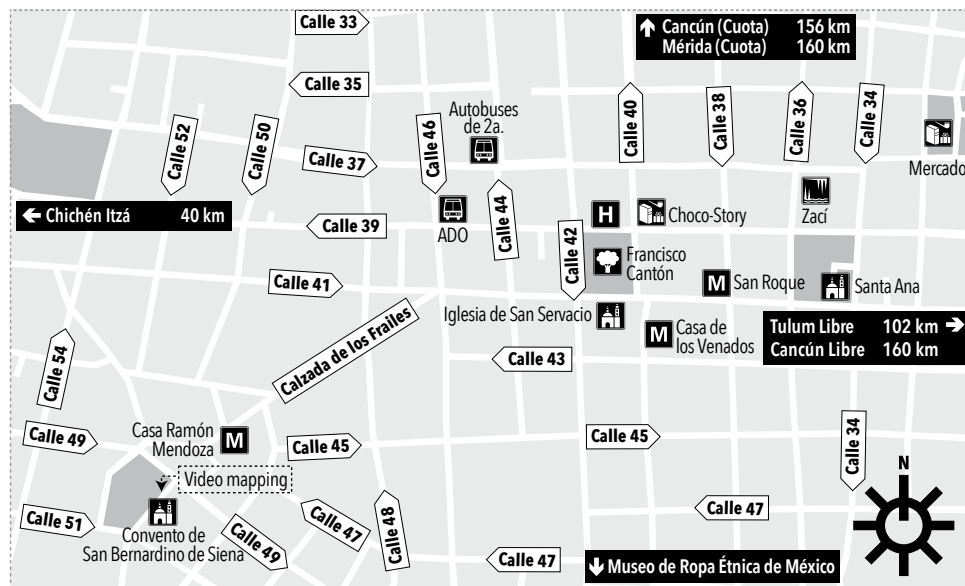 Calle 33
Cancún (Cuota) 156 km
Mérida (Cuota) 160 km
Calle 35
Autobuses
de 2a.
Calle 52
Calle 50
Calle 46
Calle 40
Calle 38
Calle 36
Calle 34
Calle 37
Mercado
Chichén Itzá 40 km
Calle 39
ADO
Calle 44
Calle 42
H
Choco-Story
Zací
Francisco
Cantón
Calle 41
M
San Roque
Santa Ana
Iglesia de San Servacio
M
Casa de
los Venados
Tulum Libre 102 km
Cancún Libre 160 km
Calle 54
Calzada de los Frailes
Calle 43
Calle 49
Casa Ramón
Mendoza
M
Calle 45
Calle 45
Calle 34
N
Video mapping
Calle 51
Convento de
San Bernardino de Siena
Calle 49
Calle 47
Calle 48
Calle 47
Calle 47
Museo de Ropa Étnica de México